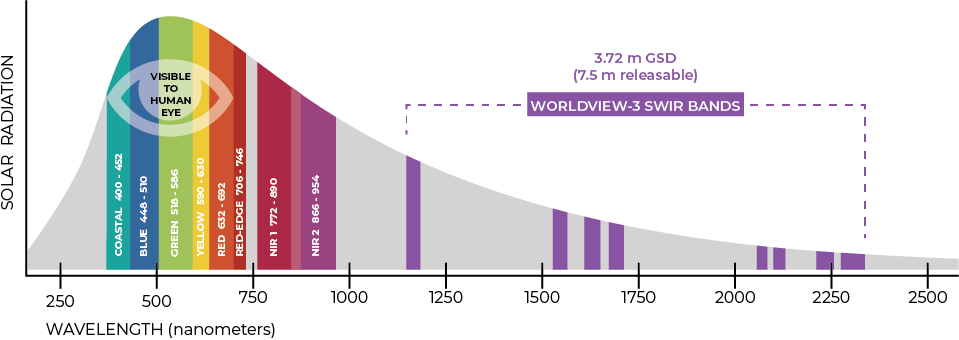 SOLAR RADIATION
VISIBLE
TO
HUMAN
EYE
COASTAL 400 - 452
BLUE 448 - 510
GREEN 518 - 586
YELLOW 590 - 630
RED 632 - 692
RED-EDGE 706 - 746
NIR 1 772 - 890
NIR 2 866 - 954
3.72 m GSD
(7.5 m releasable)
WORLDVIEW-3 SWIR BANDS
250 500 750 1000 1250 1500 1750 2000 2250 2500
WAVELENGTH (nanometers)